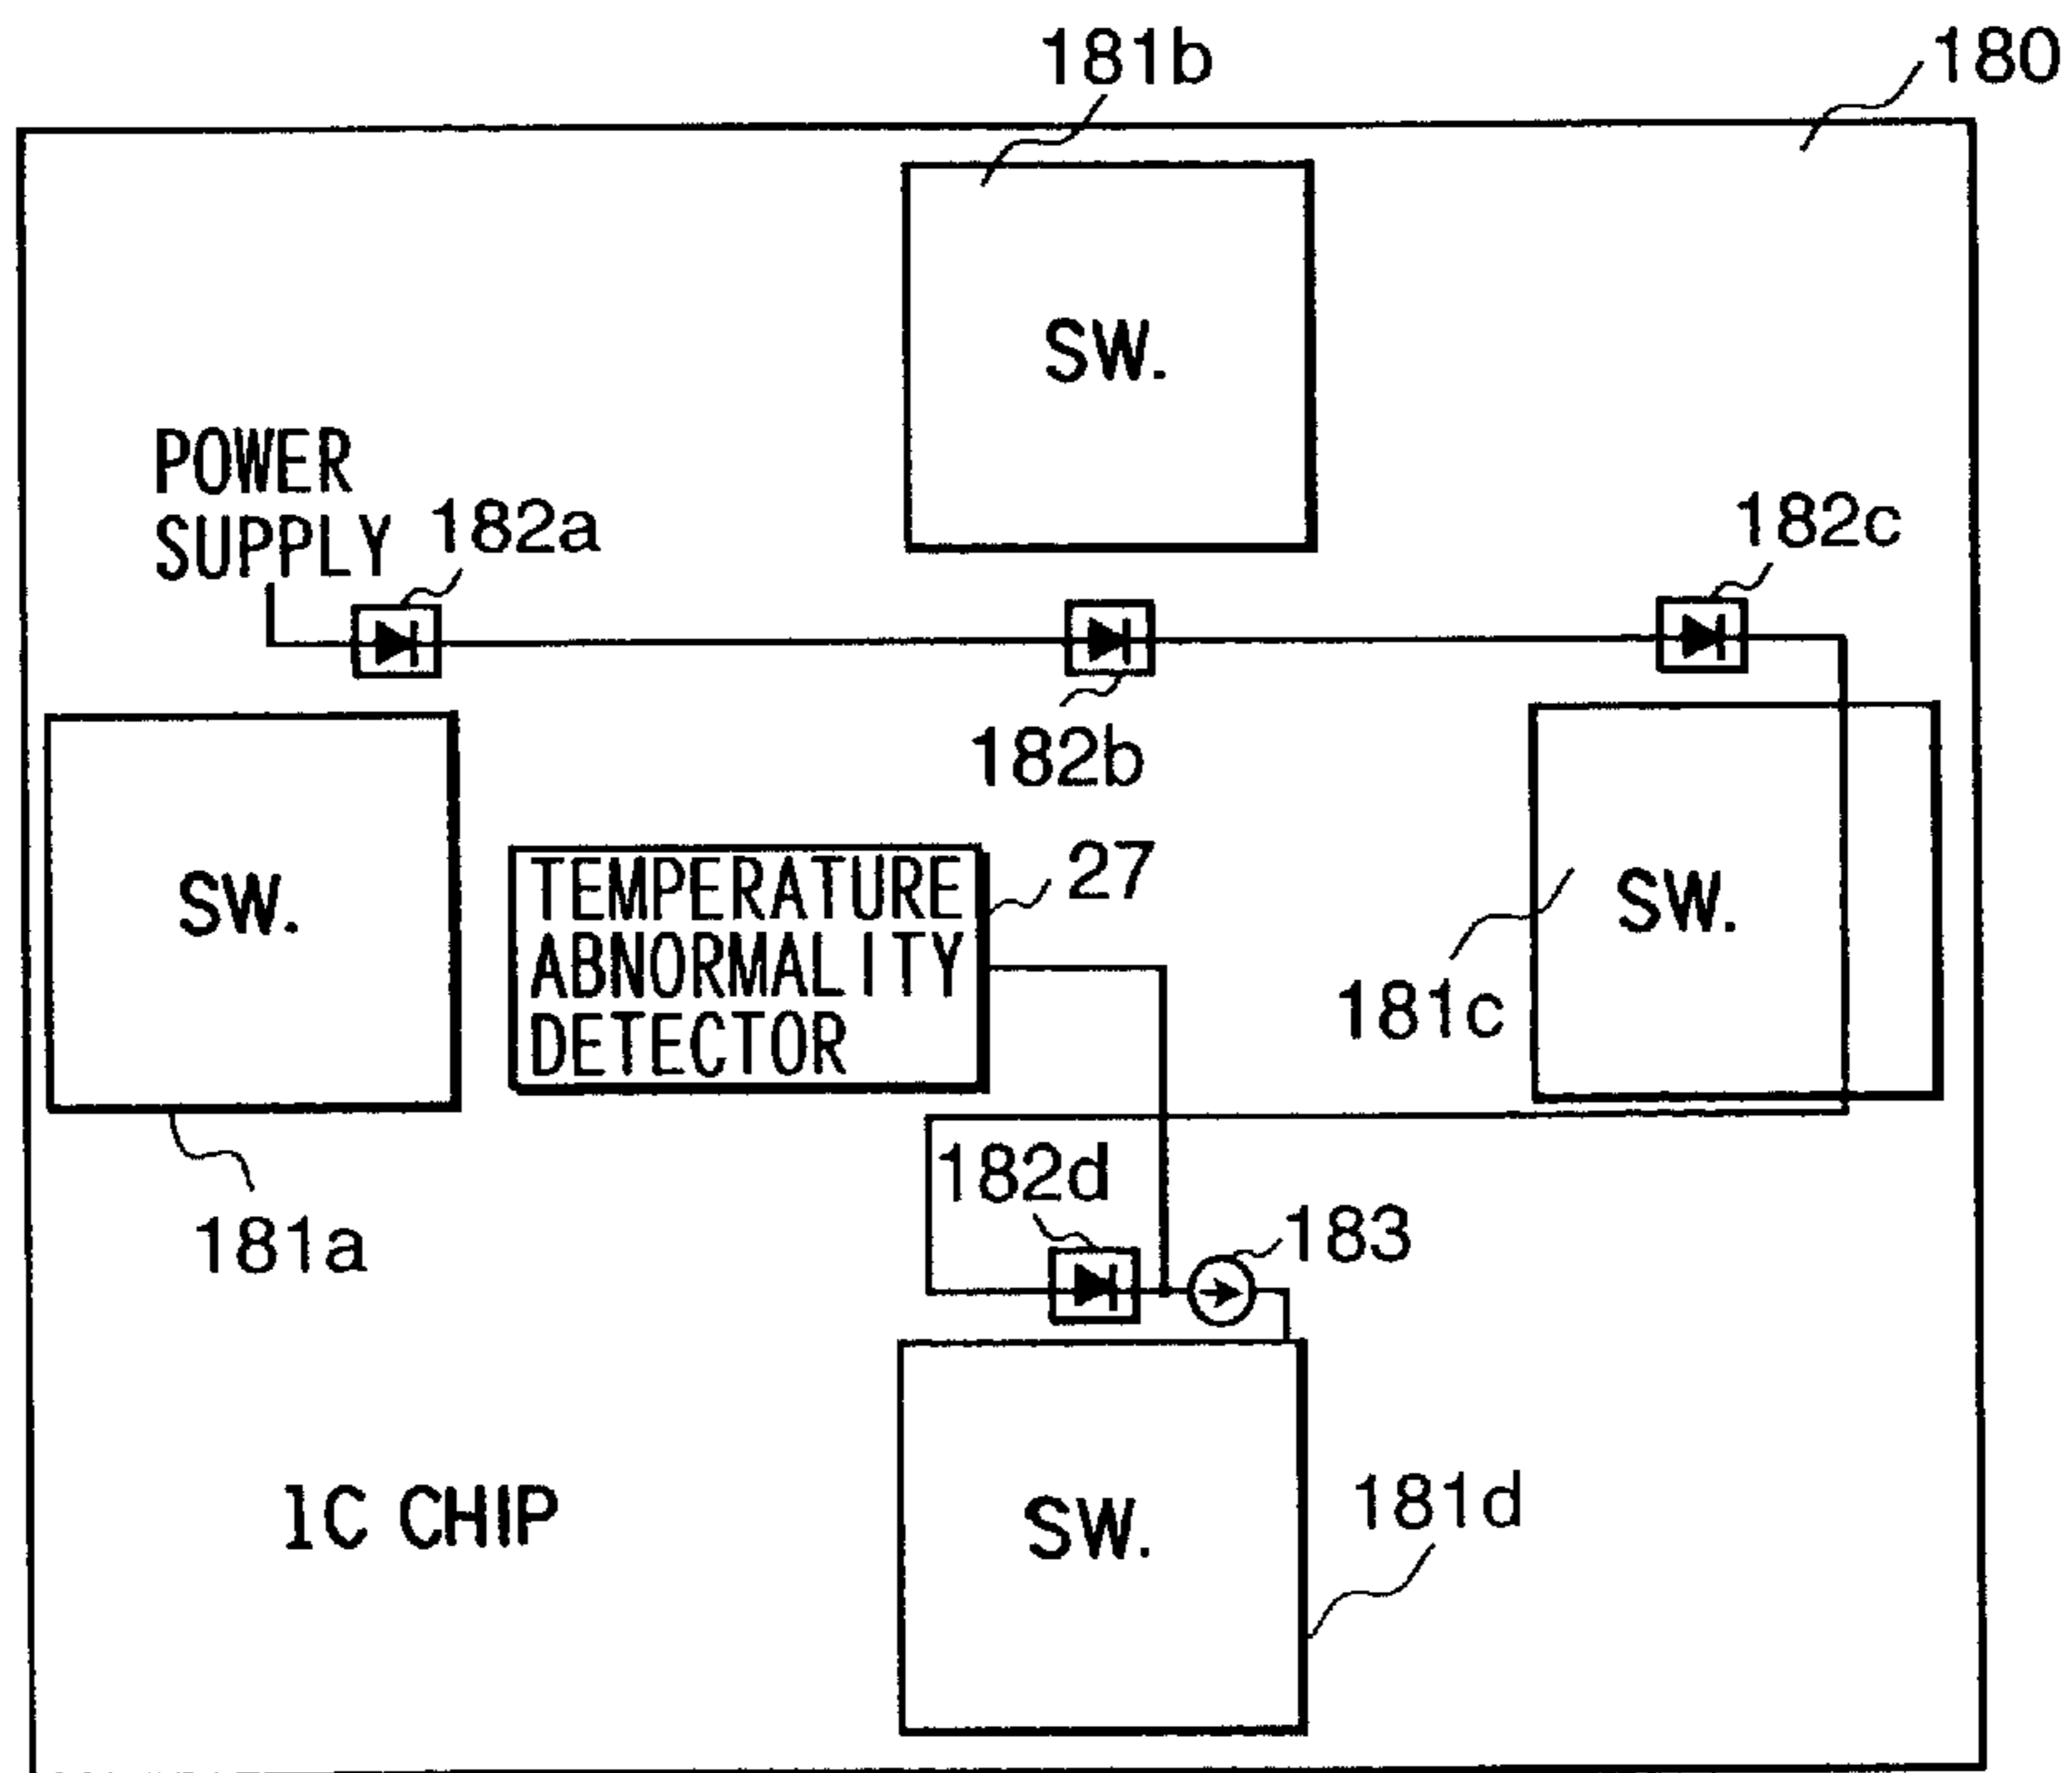 181b
180
SW.
POWER
SUPPLY
182a
182c
182b
SW.
TEMPERATURE
ABNORMALITY
DETECTOR
27
SW.
181c
182d
181a
183
IC CHIP
SW.
181d